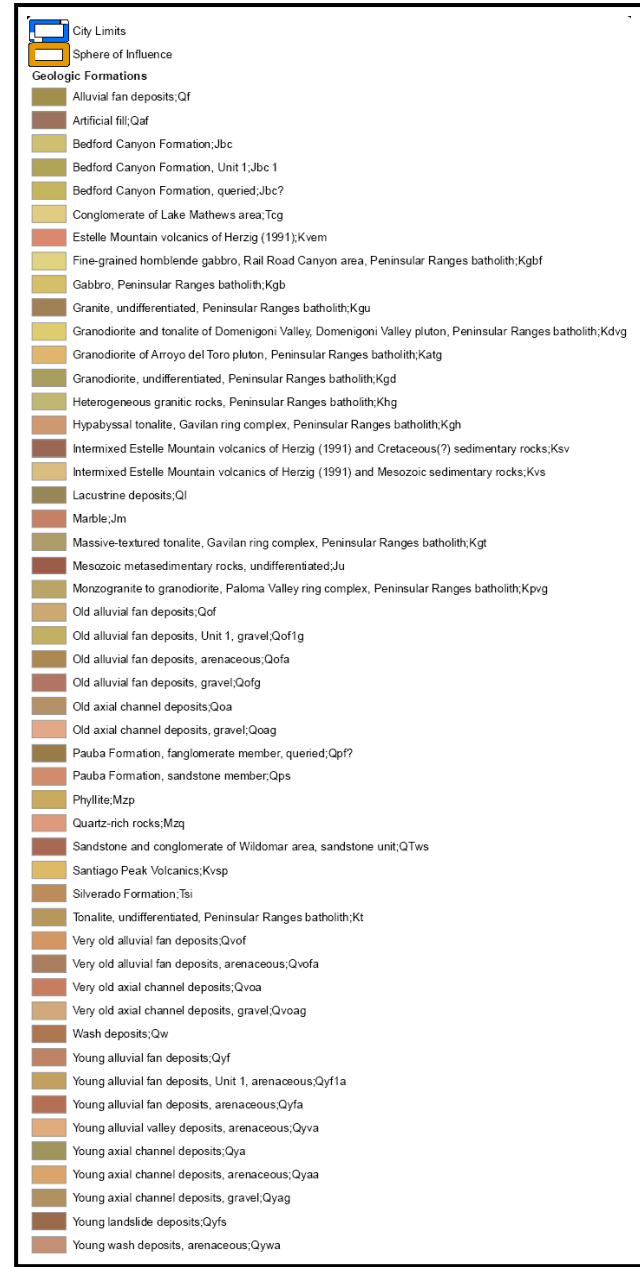 City Limits
Sphere of Influence
Geologic Formations
Alluvial fan deposits;Qf
Artificial fill;Qaf
Bedford Canyon Formation;Jbc
Bedford Canyon Formation, Unit 1;Jbc 1
Bedford Canyon Formation, queried;Jbc?
Conglomerate of Lake Mathews area;Tcg
Estelle Mountain volcanics of Herzig (1991);Kvem
Fine-grained hornblende gabbro, Rail Road Canyon area, Peninsular Ranges batholith;Kgbf
Gabbro, Peninsular Ranges batholith;Kgb
Granite, undifferentiated, Peninsular Ranges batholith;Kgu
Granodiorite and tonalite of Domenigoni Valley, Domenigoni Valley pluton, Peninsular Ranges batholith;Kdvg
Granodiorite of Arroyo del Toro pluton, Peninsular Ranges batholith;Katg
Granodiorite, undifferentiated, Peninsular Ranges batholith;Kgd
Heterogeneous granitic rocks, Peninsular Ranges batholith;Khg
Hypabyssal tonalite, Gavilan ring complex, Peninsular Ranges batholith;Kgh
Intermixed Estelle Mountain volcanics of Herzig (1991) and Cretaceous(?) sedimentary rocks;Ksv
Intermixed Estelle Mountain volcanics of Herzig (1991) and Mesozoic sedimentary rocks;Kvs
Lacustrine deposits;Ql
Marble;Jm
Massive-textured tonalite, Gavilan ring complex, Peninsular Ranges batholith;Kgt
Mesozoic metasedimentary rocks, undifferentiated;Ju
Monzogranite to granodiorite, Paloma Valley ring complex, Peninsular Ranges batholith;Kpvg
Old alluvial fan deposits;Qof
Old alluvial fan deposits, Unit 1, gravel;Qof1g
Old alluvial fan deposits, arenaceous;Qofa
Old alluvial fan deposits, gravel;Qofg
Old axial channel deposits;Qoa
Old axial channel deposits, gravel;Qoag
Pauba Formation, fanglomerate member, queried;Qpf?
Pauba Formation, sandstone member;Qps
Phyllite;Mzp
Quartz-rich rocks;Mzq
Sandstone and conglomerate of Wildomar area, sandstone unit;QTws
Santiago Peak Volcanics;Kvsp
Silverado Formation;Tsi
Tonalite, undifferentiated, Peninsular Ranges batholith;Kt
Very old alluvial fan deposits;Qvof
Very old alluvial fan deposits, arenaceous;Qvofa
Very old axial channel deposits;Qvoa
Very old axial channel deposits, gravel;Qvoag
Wash deposits;Qw
Young alluvial fan deposits;Qyf
Young alluvial fan deposits, Unit 1, arenaceous;Qyf1a
Young alluvial fan deposits, arenaceous;Qyfa
Young alluvial valley deposits, arenaceous;Qyva
Young axial channel deposits;Qya
Young axial channel deposits, arenaceous;Qyaa
Young axial channel deposits, gravel;Qyag
Young landslide deposits;Qyfs
Young wash deposits, arenaceous;Qywa